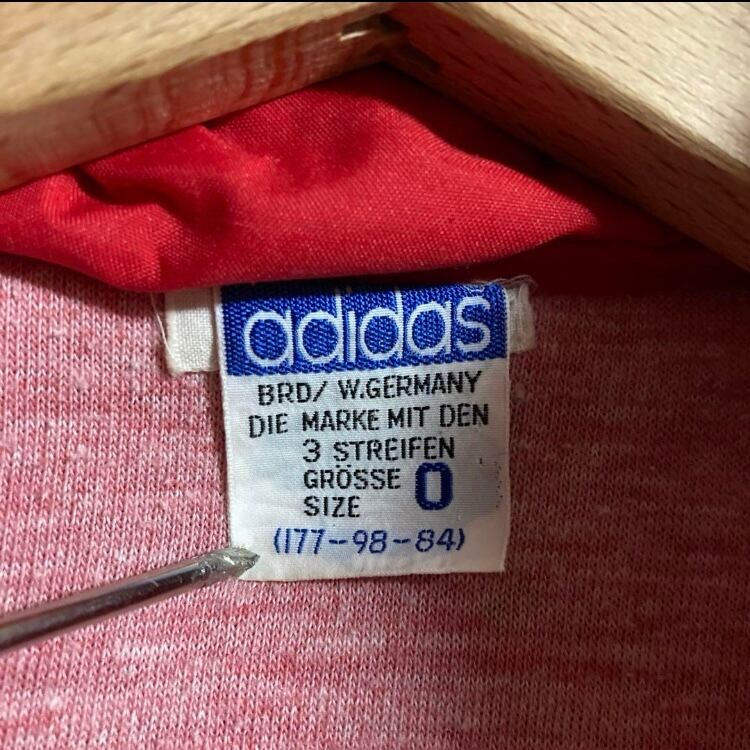 adidas
BRD/ W.GERMANY
DIE MARKE MIT DEN
3 STREIFEN
GRÖSSE 0
SIZE
(177-98-84)